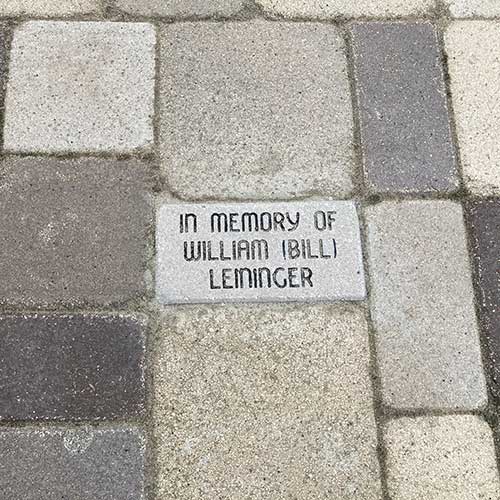 IN MEMORY OF
WILLIAM (BILL)
LEININGER